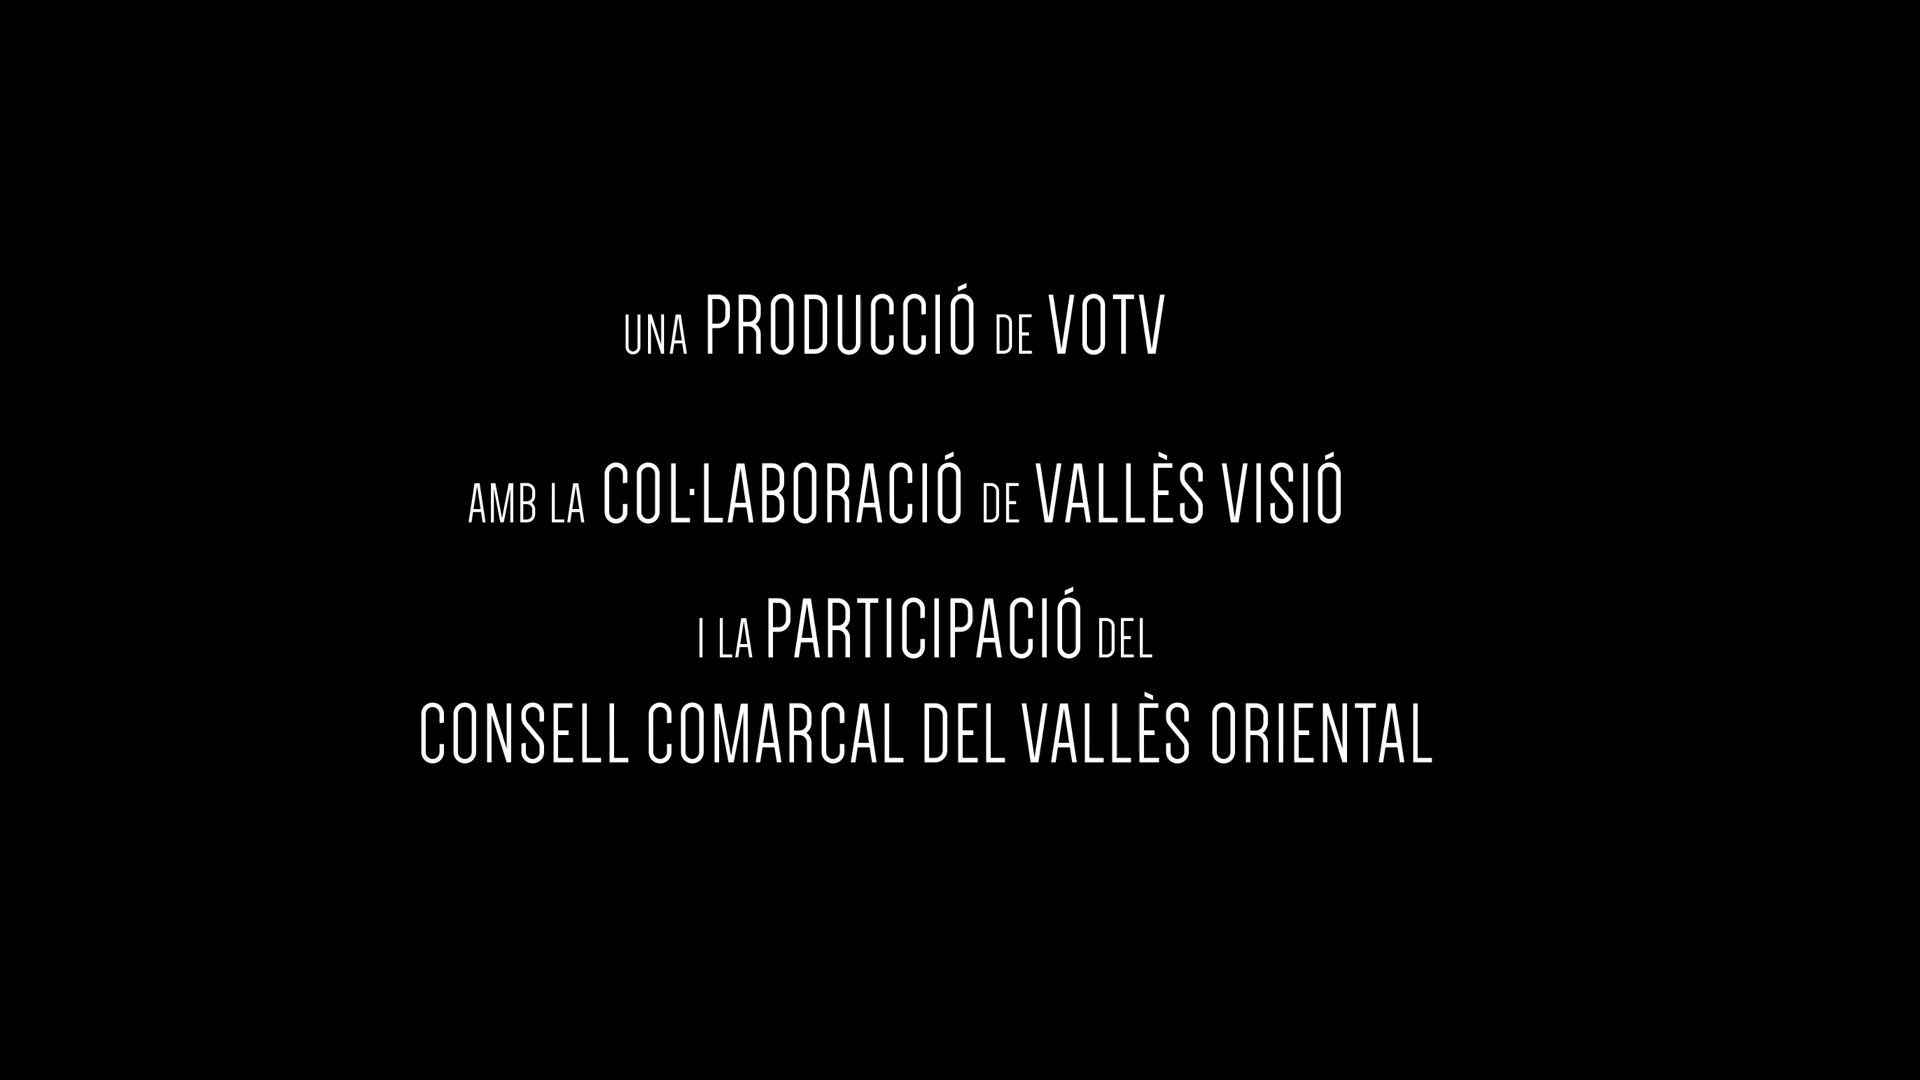 UNA PRODUCCIÓ DE VOTV
AMB LA COL·LABORACIÓ DE VALLÈS VISIÓ
I LA PARTICIPACIÓ DEL
CONSELL COMARCAL DEL VALLÈS ORIENTAL